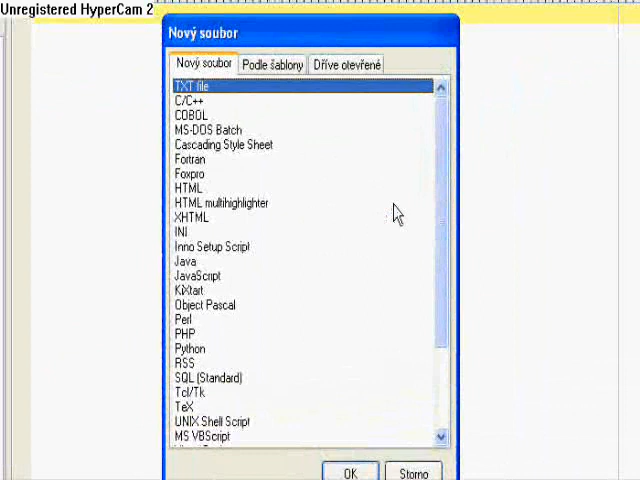 Unregistered HyperCam 2
Nový soubor
Nový soubor Podle šablony Dříve otevřené
TXT file
C/C++
COBOL
MS-DOS Batch
Cascading Style Sheet
Fortran
Foxpro
HTML
HTML multihighlighter
XHTML
INI
Inno Setup Script
Java
JavaScript
KiXtart
Object Pascal
Perl
PHP
Python
RSS
SQL (Standard)
Tcl/Tk
TeX
UNIX Shell Script
MS VBScript
OK Storno